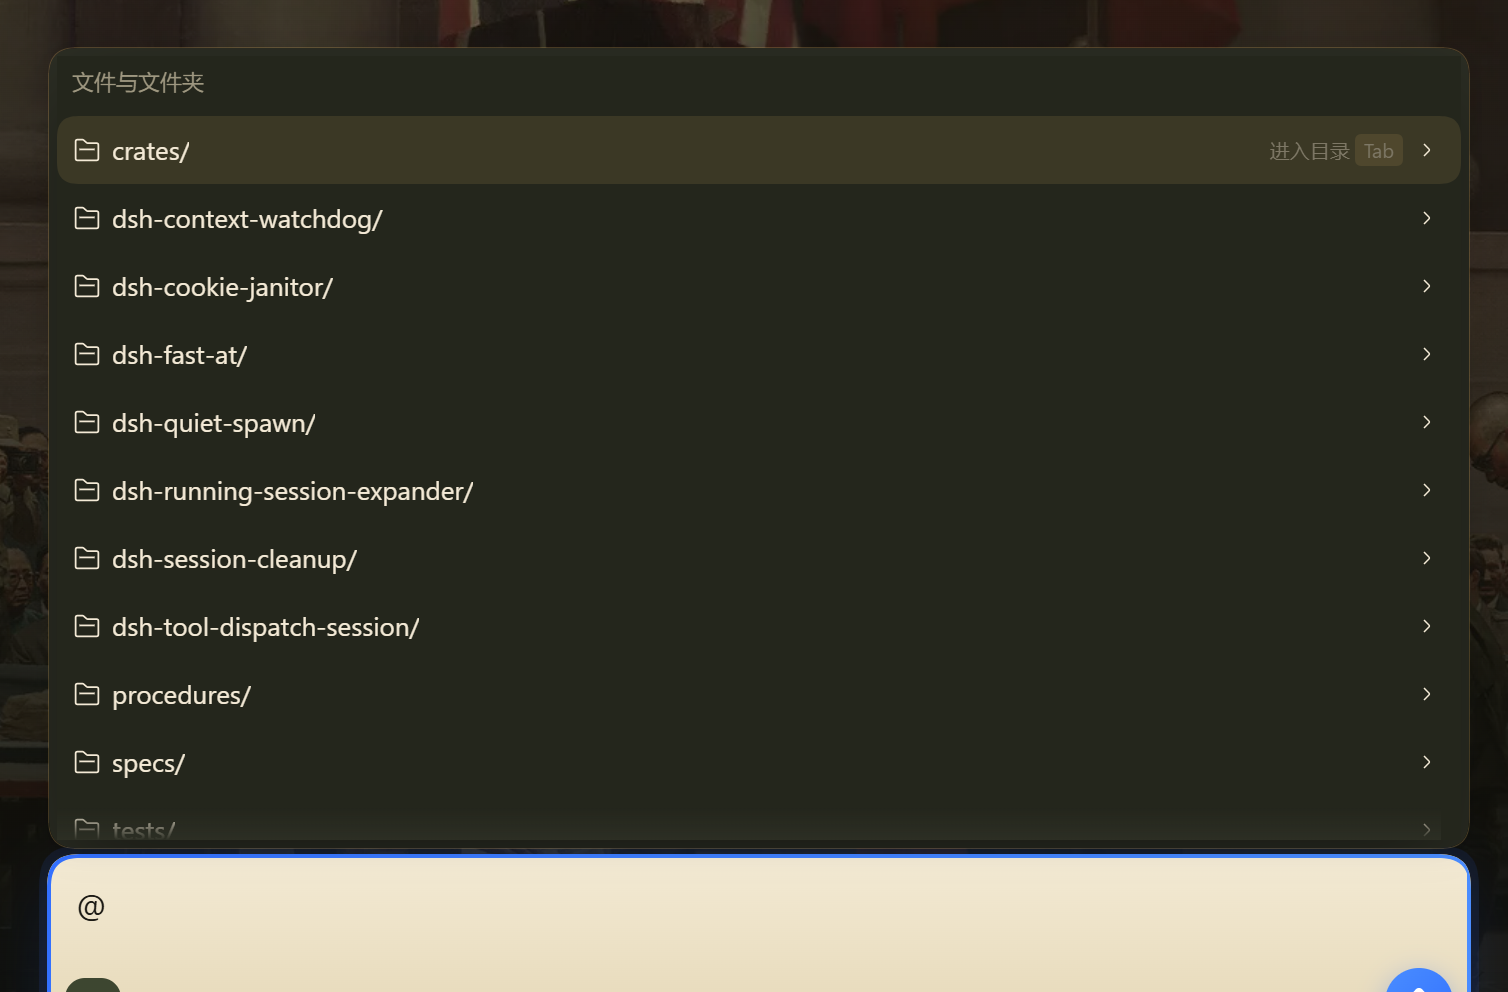 文件与文件夹
crates/ 进入目录 Tab
dsh-context-watchdog/
dsh-cookie-janitor/
dsh-fast-at/
dsh-quiet-spawn/
dsh-running-session-expander/
dsh-session-cleanup/
dsh-tool-dispatch-session/
procedures/
specs/
tests/
@